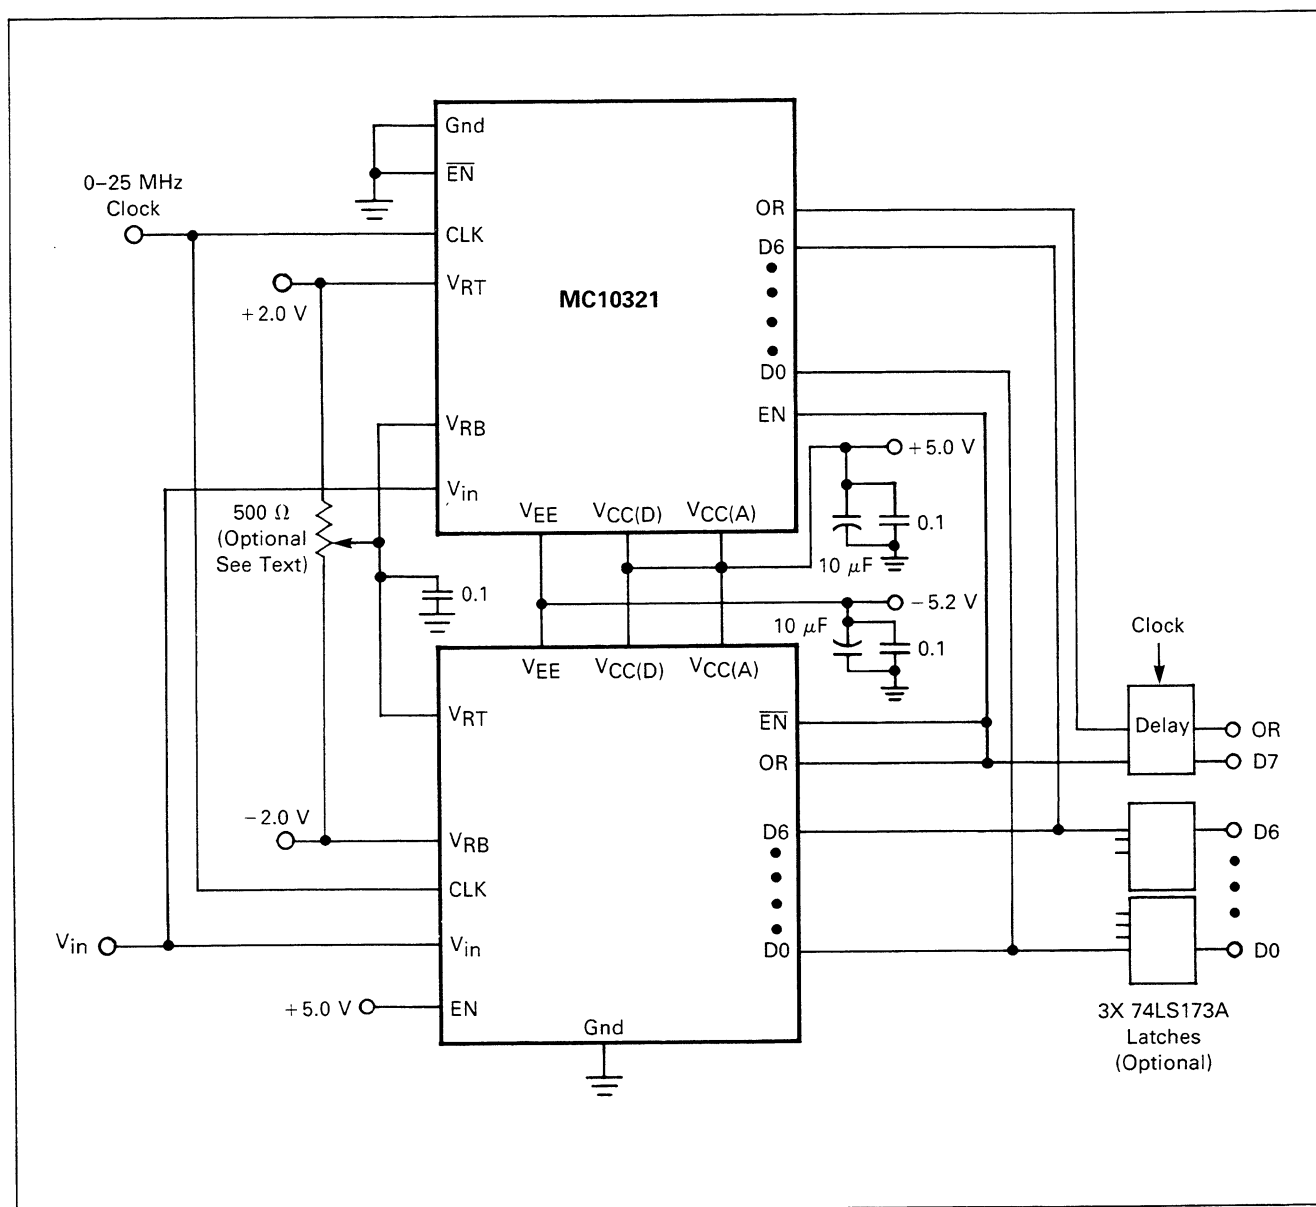 Gnd
EN
0–25 MHz
Clock
CLK
VRT
+2.0 V
MC10321
OR
D6
D0
EN
VRB
Vin
500 Ω
(Optional
See Text)
VEE
VCC(D)
VCC(A)
+5.0 V
0.1
10 μF
0.1
−5.2 V
10 μF
0.1
VEE
VCC(D)
VCC(A)
Clock
VRT
EN
OR
Delay
OR
D7
−2.0 V
VRB
D6
D6
CLK
Vin
Vin
D0
D0
+5.0 V
EN
Gnd
3X 74LS173A
Latches
(Optional)